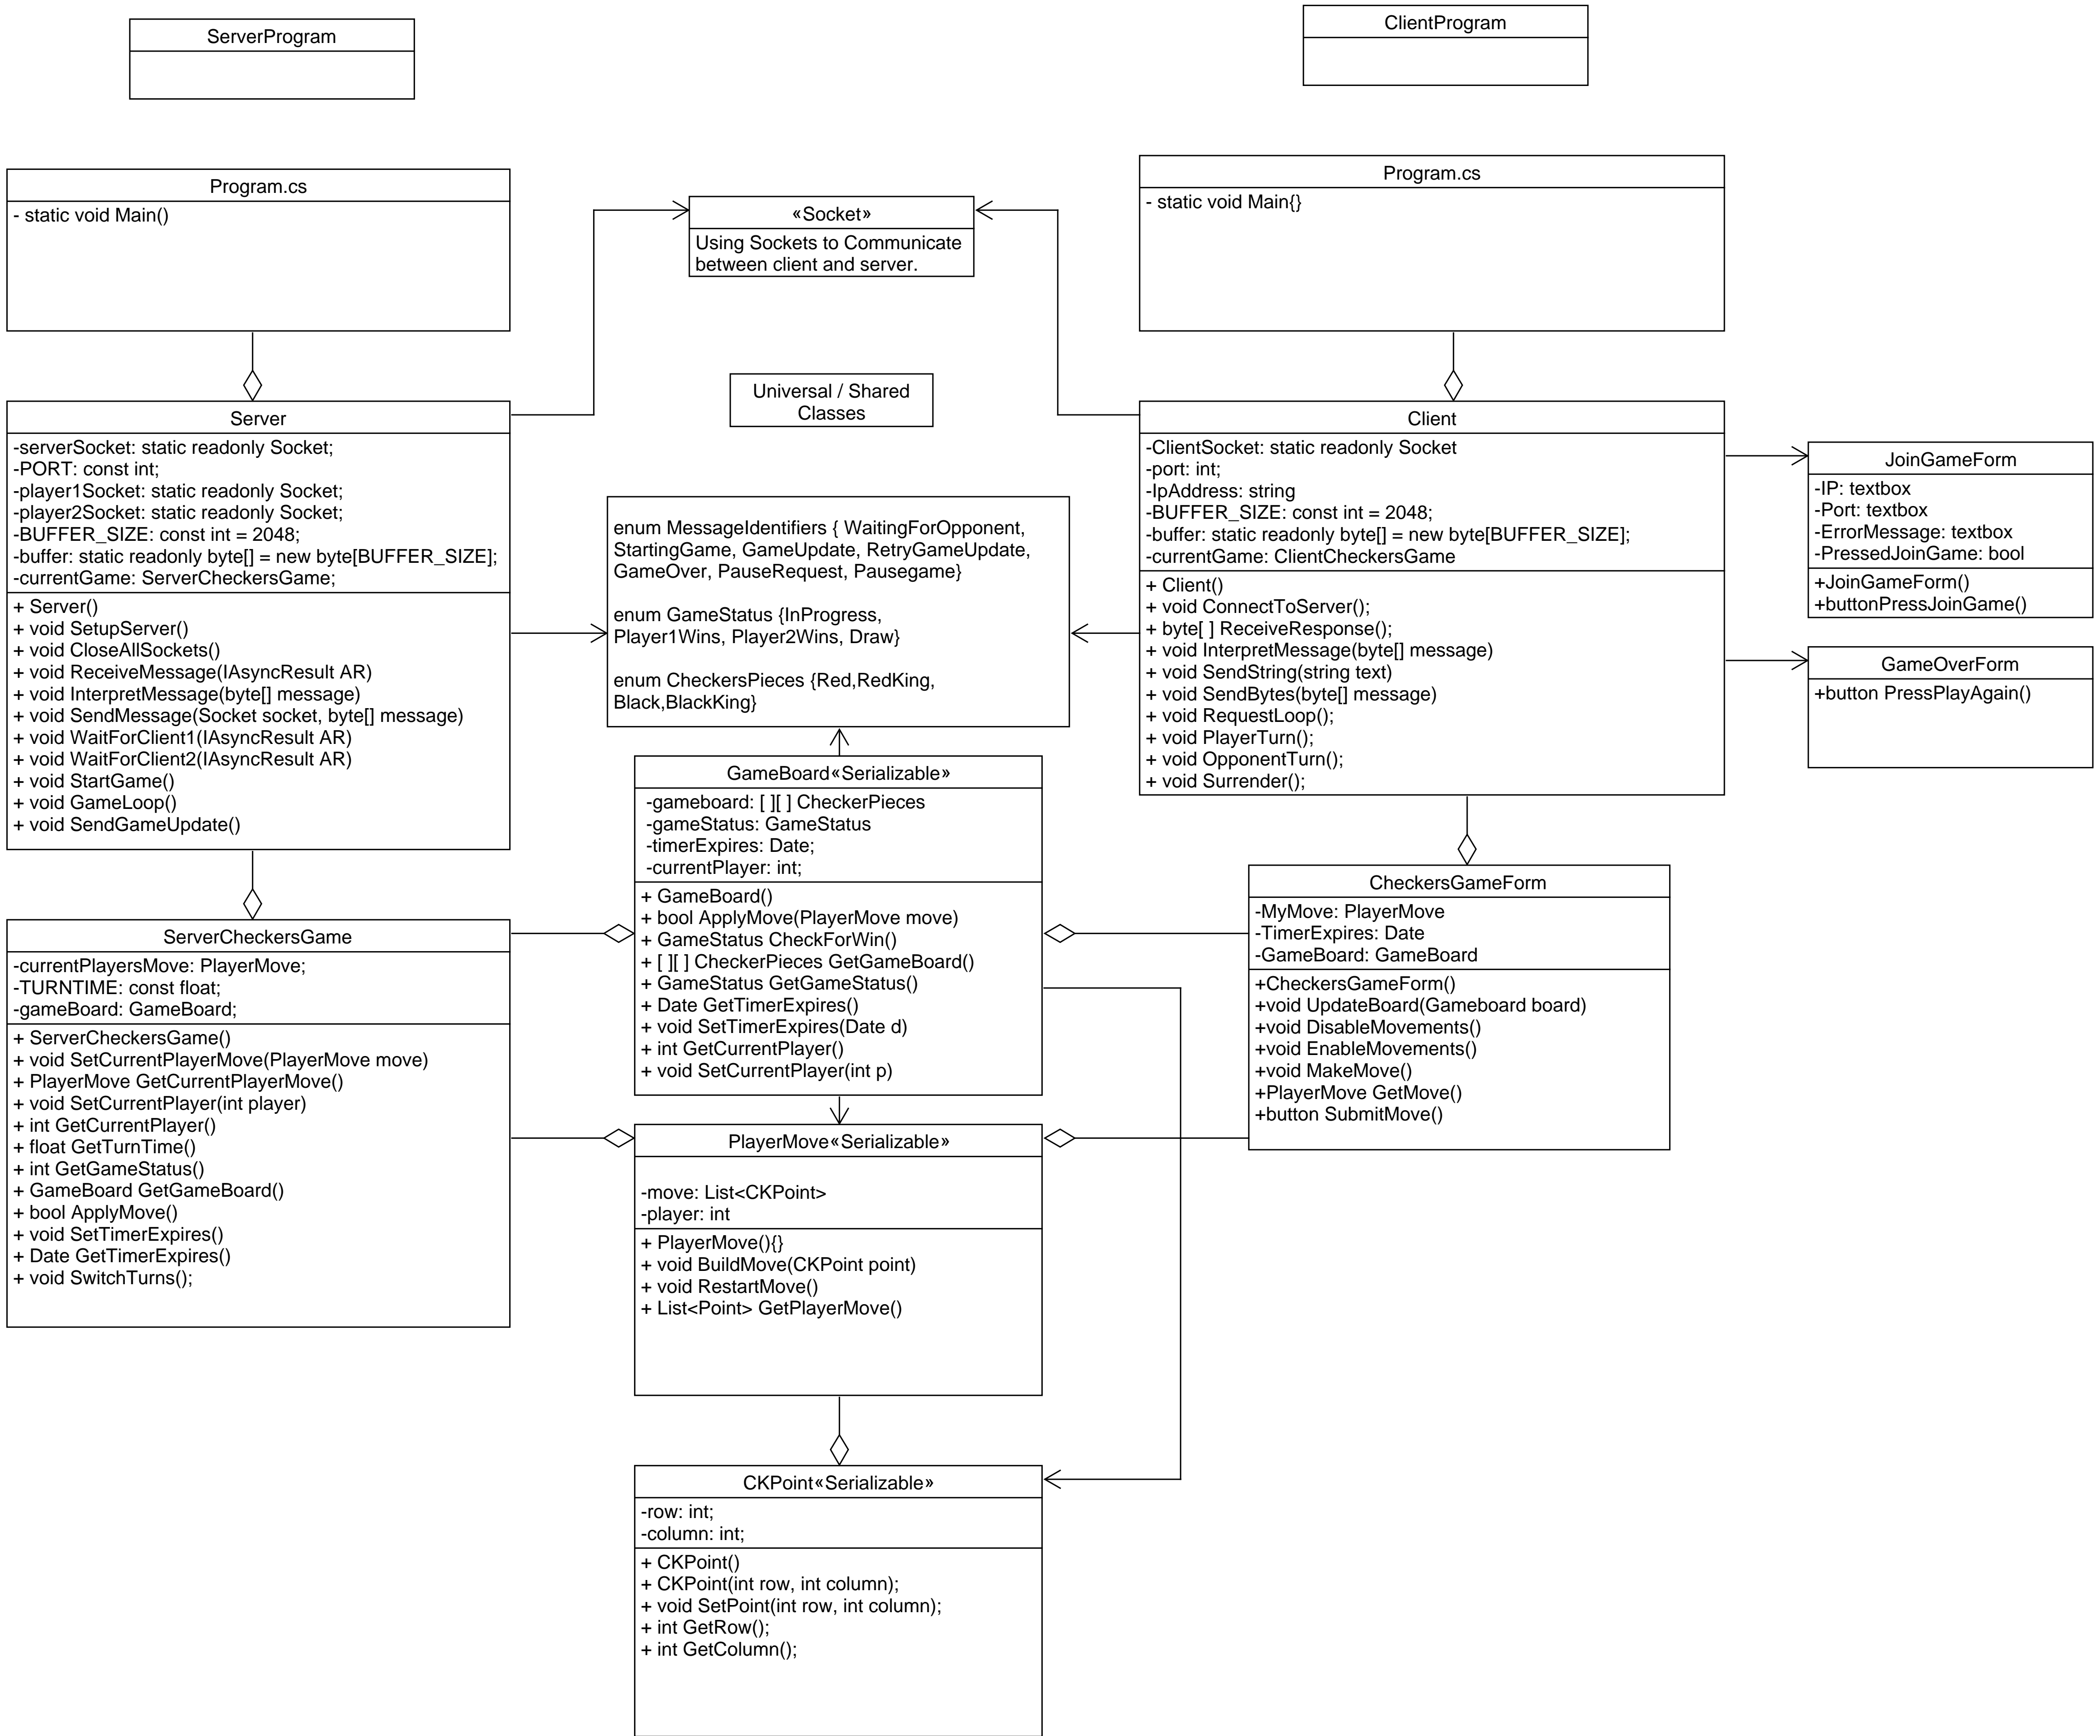 ServerProgram
ClientProgram
Program.cs
- static void Main()
«Socket»
Using Sockets to Communicate
between client and server.
Program.cs
- static void Main{}
Universal / Shared
Classes
Server
-serverSocket: static readonly Socket;
-PORT: const int;
-player1Socket: static readonly Socket;
-player2Socket: static readonly Socket;
-BUFFER_SIZE: const int = 2048;
-buffer: static readonly byte[] = new byte[BUFFER_SIZE];
-currentGame: ServerCheckersGame;
+ Server()
+ void SetupServer()
+ void CloseAllSockets()
+ void ReceiveMessage(IAsyncResult AR)
+ void InterpretMessage(byte[] message)
+ void SendMessage(Socket socket, byte[] message)
+ void WaitForClient1(IAsyncResult AR)
+ void WaitForClient2(IAsyncResult AR)
+ void StartGame()
+ void GameLoop()
+ void SendGameUpdate()
enum MessageIdentifiers { WaitingForOpponent,
StartingGame, GameUpdate, RetryGameUpdate,
GameOver, PauseRequest, Pausegame}
enum GameStatus {InProgress,
Player1Wins, Player2Wins, Draw}
enum CheckersPieces {Red,RedKing,
Black,BlackKing}
Client
-ClientSocket: static readonly Socket
-port: int;
-IpAddress: string
-BUFFER_SIZE: const int = 2048;
-buffer: static readonly byte[] = new byte[BUFFER_SIZE];
-currentGame: ClientCheckersGame
+ Client()
+ void ConnectToServer();
+ byte[ ] ReceiveResponse();
+ void InterpretMessage(byte[] message)
+ void SendString(string text)
+ void SendBytes(byte[] message)
+ void RequestLoop();
+ void PlayerTurn();
+ void OpponentTurn();
+ void Surrender();
JoinGameForm
-IP: textbox
-Port: textbox
-ErrorMessage: textbox
-PressedJoinGame: bool
+JoinGameForm()
+buttonPressJoinGame()
GameOverForm
+button PressPlayAgain()
GameBoard«Serializable»
-gameboard: [ ][ ] CheckerPieces
-gameStatus: GameStatus
-timerExpires: Date;
-currentPlayer: int;
+ GameBoard()
+ bool ApplyMove(PlayerMove move)
+ GameStatus CheckForWin()
+ [ ][ ] CheckerPieces GetGameBoard()
+ GameStatus GetGameStatus()
+ Date GetTimerExpires()
+ void SetTimerExpires(Date d)
+ int GetCurrentPlayer()
+ void SetCurrentPlayer(int p)
CheckersGameForm
-MyMove: PlayerMove
-TimerExpires: Date
-GameBoard: GameBoard
+CheckersGameForm()
+void UpdateBoard(Gameboard board)
+void DisableMovements()
+void EnableMovements()
+void MakeMove()
+PlayerMove GetMove()
+button SubmitMove()
ServerCheckersGame
-currentPlayersMove: PlayerMove;
-TURNTIME: const float;
-gameBoard: GameBoard;
+ ServerCheckersGame()
+ void SetCurrentPlayerMove(PlayerMove move)
+ PlayerMove GetCurrentPlayerMove()
+ void SetCurrentPlayer(int player)
+ int GetCurrentPlayer()
+ float GetTurnTime()
+ int GetGameStatus()
+ GameBoard GetGameBoard()
+ bool ApplyMove()
+ void SetTimerExpires()
+ Date GetTimerExpires()
+ void SwitchTurns();
PlayerMove«Serializable»
-move: List<CKPoint>
-player: int
+ PlayerMove(){}
+ void BuildMove(CKPoint point)
+ void RestartMove()
+ List<Point> GetPlayerMove()
CKPoint«Serializable»
-row: int;
-column: int;
+ CKPoint()
+ CKPoint(int row, int column);
+ void SetPoint(int row, int column);
+ int GetRow();
+ int GetColumn();